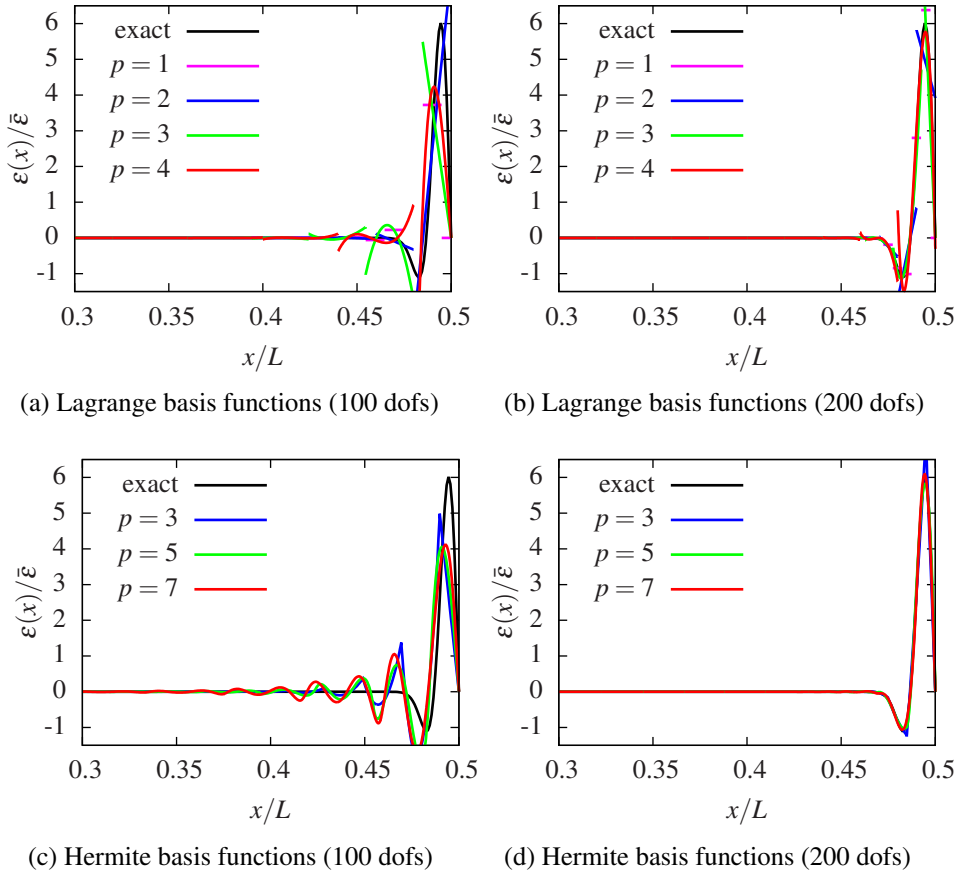 6
5
4
3
2
1
0
-1
ε(x)/ε̄
exact
p = 1
p = 2
p = 3
p = 4
0.3
0.35
0.4
0.45
0.5
x/L
(a) Lagrange basis functions (100 dofs)
6
5
4
3
2
1
0
-1
ε(x)/ε̄
exact
p = 1
p = 2
p = 3
p = 4
0.3
0.35
0.4
0.45
0.5
x/L
(b) Lagrange basis functions (200 dofs)
6
5
4
3
2
1
0
-1
ε(x)/ε̄
exact
p = 3
p = 5
p = 7
0.3
0.35
0.4
0.45
0.5
x/L
(c) Hermite basis functions (100 dofs)
6
5
4
3
2
1
0
-1
ε(x)/ε̄
exact
p = 3
p = 5
p = 7
0.3
0.35
0.4
0.45
0.5
x/L
(d) Hermite basis functions (200 dofs)